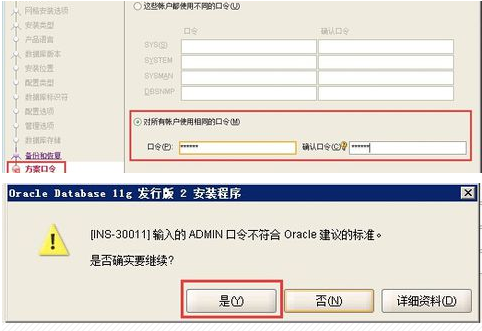 网格安装选项
这些帐户都使用不同的口令(U)
安装类型
产品语言
口令
确认口令
数据库版本
SYS(S)
安装位置
SYSTEM
配置类型
SYSMAN
数据库标识符
DBSNMP
配置选项
管理选项
对所有帐户使用相同的口令(M)
数据库存储
口令(P):
******
确认口令(C)
******
备份和恢复
方案口令
Oracle Database 11g 发行版 2 安装程序
[INS-30011] 输入的 ADMIN 口令不符合 Oracle 建议的标准。
是否确实要继续?
是(Y)
否(N)
详细资料(D)